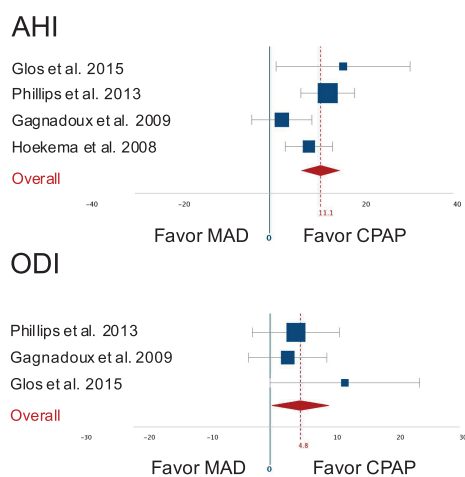 AHI
Glos et al. 2015
Phillips et al. 2013
Gagnadoux et al. 2009
Hoekema et al. 2008
Overall
-40 -20 20 40
11.1
Favor MAD 0 Favor CPAP
ODI
Phillips et al. 2013
Gagnadoux et al. 2009
Glos et al. 2015
Overall
-30 -20 -10 10 20 30
4.8
Favor MAD 0 Favor CPAP